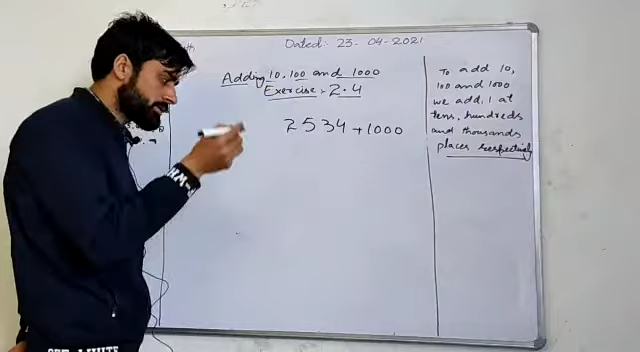 Dated: 23-04-2021
Adding 10, 100 and 1000
Exercise: 2.4
2534 +1000
To add 10,
100 and 1000
we add 1 at
tens, hundreds
and thousands
places respectively